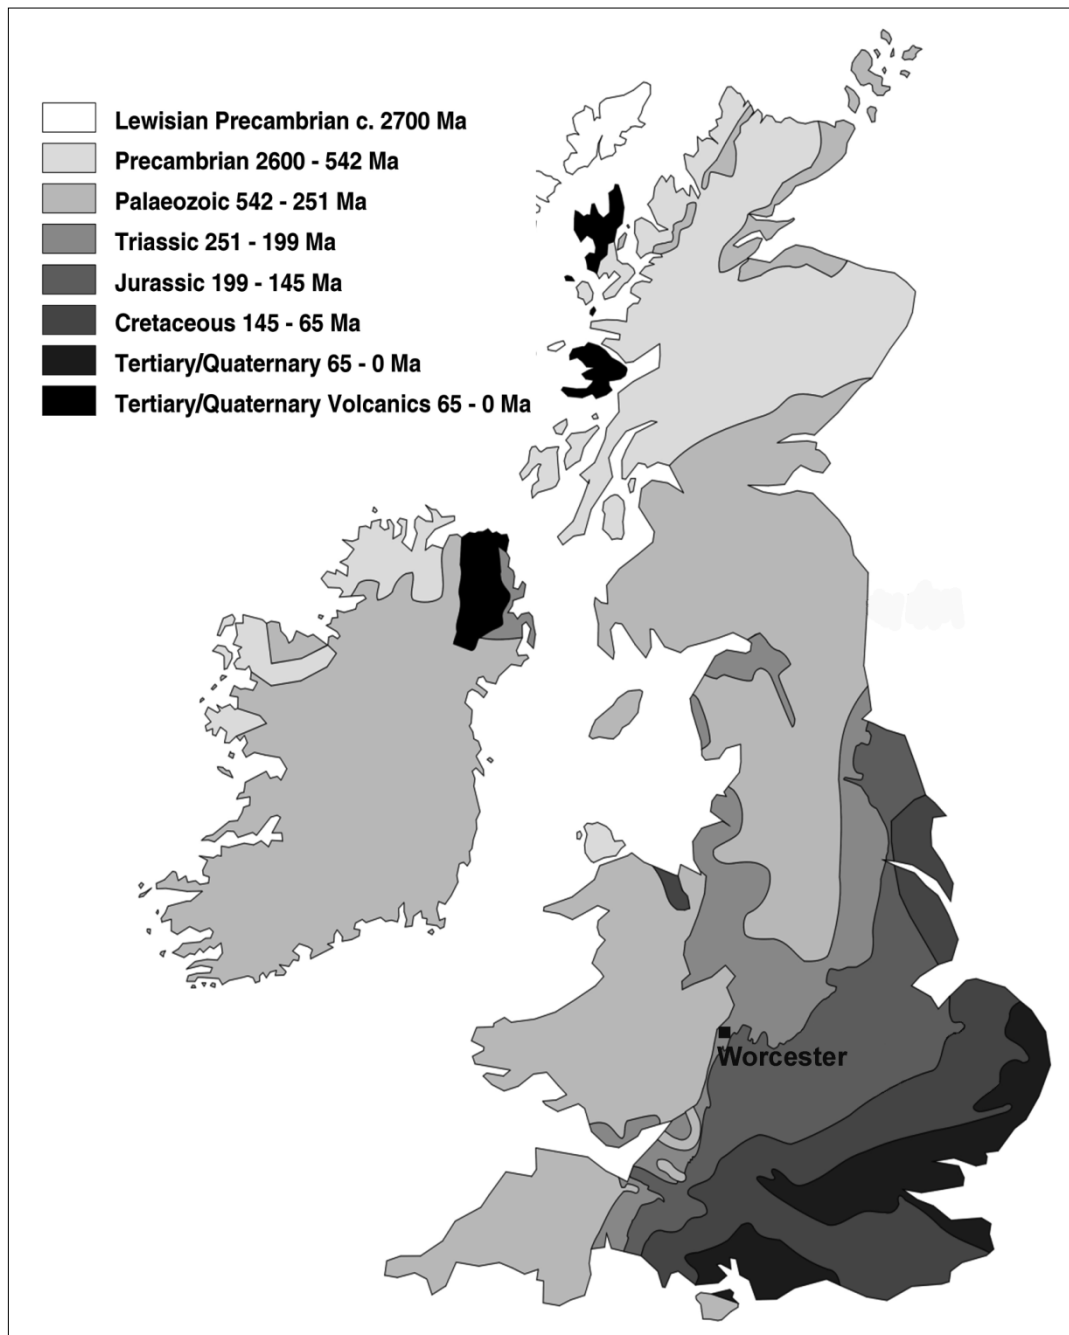 Lewisian Precambrian c. 2700 Ma
Precambrian 2600 - 542 Ma
Palaeozoic 542 - 251 Ma
Triassic 251 - 199 Ma
Jurassic 199 - 145 Ma
Cretaceous 145 - 65 Ma
Tertiary/Quaternary 65 - 0 Ma
Tertiary/Quaternary Volcanics 65 - 0 Ma
Worcester